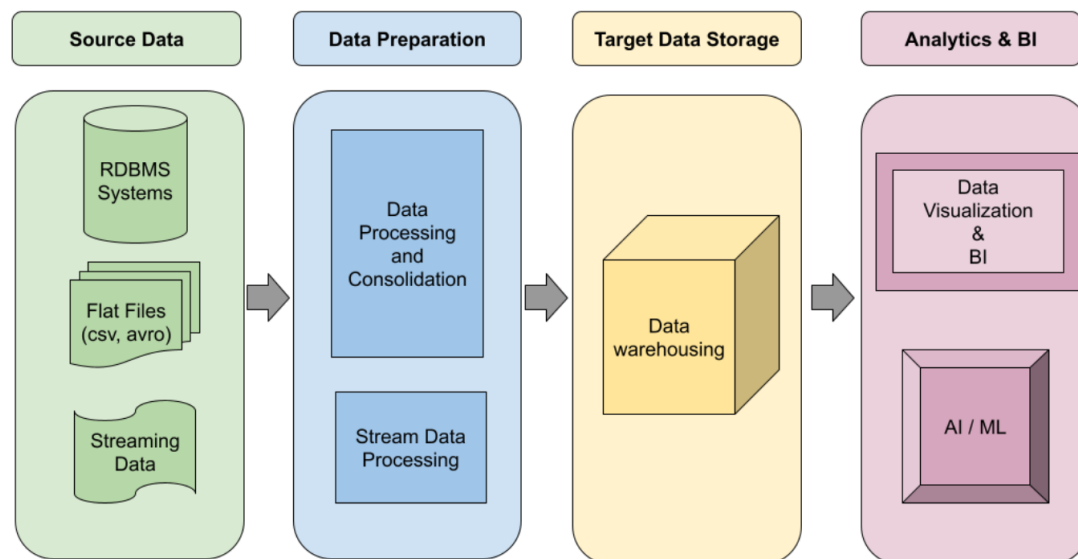 Source Data
Data Preparation
Target Data Storage
Analytics & BI
RDBMS
Systems
Flat Files
(csv, avro)
Streaming
Data
Data
Processing
and
Consolidation
Stream Data
Processing
Data
warehousing
Data
Visualization
&
BI
AI / ML